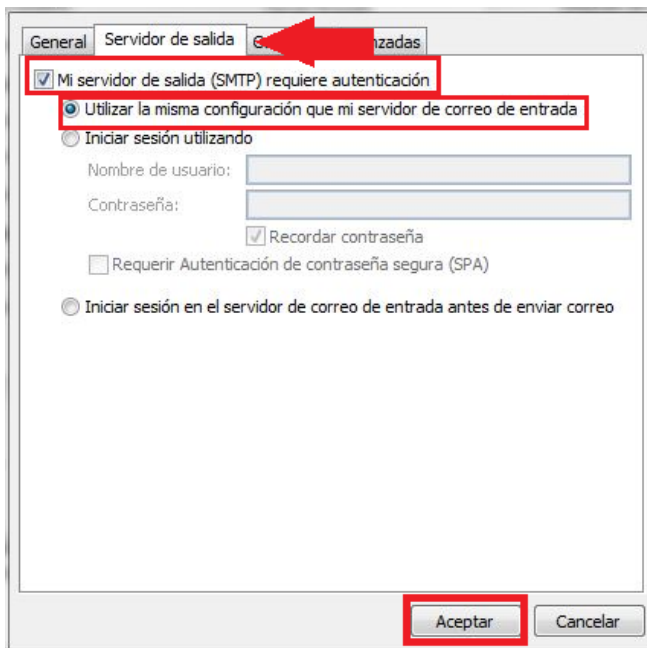 General Servidor de salida nzadas
Mi servidor de salida (SMTP) requiere autenticación
Utilizar la misma configuración que mi servidor de correo de entrada
Iniciar sesión utilizando
Nombre de usuario:
Contraseña:
Recordar contraseña
Requerir Autenticación de contraseña segura (SPA)
Iniciar sesión en el servidor de correo de entrada antes de enviar correo
Aceptar Cancelar